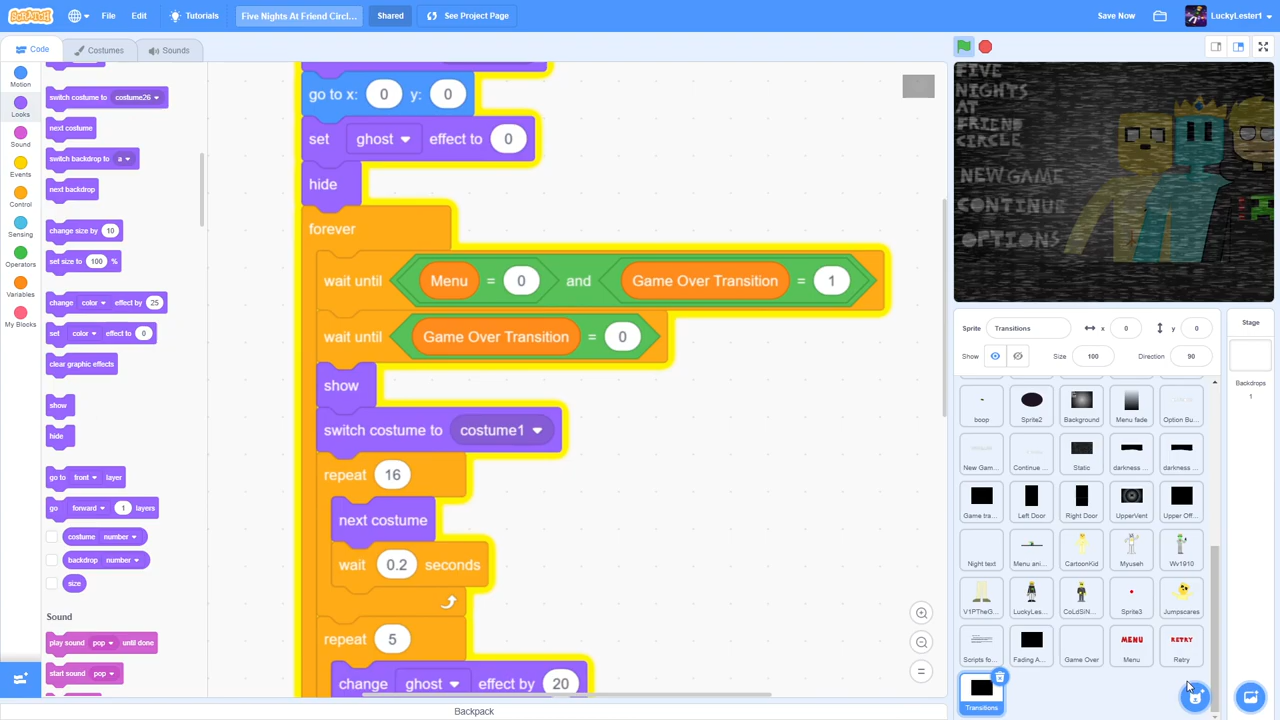 SCRATCH File Edit Tutorials Five Nights At Friend Circl... Shared See Project Page Save Now LuckyLester1
Code Costumes Sounds
Motion
Looks
Sound
Events
Control
Sensing
Operators
Variables
My Blocks
switch costume to costume26
next costume
switch backdrop to a
next backdrop
change size by 10
set size to 100 %
change color effect by 25
set color effect to 0
clear graphic effects
show
hide
go to front layer
go forward 1 layers
costume number
backdrop number
size
Sound
play sound pop until done
start sound pop
go to x: 0 y: 0
set ghost effect to 0
hide
forever
wait until Menu = 0 and Game Over Transition = 1
wait until Game Over Transition = 0
show
switch costume to costume1
repeat 16
next costume
wait 0.2 seconds
repeat 5
change ghost effect by 20
Backpack
FIVE
NIGHTS
AT
FRIEND
CIRCLE
NEW GAME
CONTINUE
OPTIONS
Sprite Transitions x 0 y 0
Show Size 100 Direction 90
boop Sprite2 Background Menu fade Option Bu...
New Gam... Continue ... Static darkness ... darkness ...
Game tra... Left Door Right Door UpperVent Upper Off...
Night text Menu ani... CartoonKid Myuseh Wv1910
V1PTheG... LuckyLes... CoLdSiN... Sprite3 Jumpscares
MENU RETRY
Scripts fo... Fading A... Game Over Menu Retry
Transitions
Stage
Backdrops
1